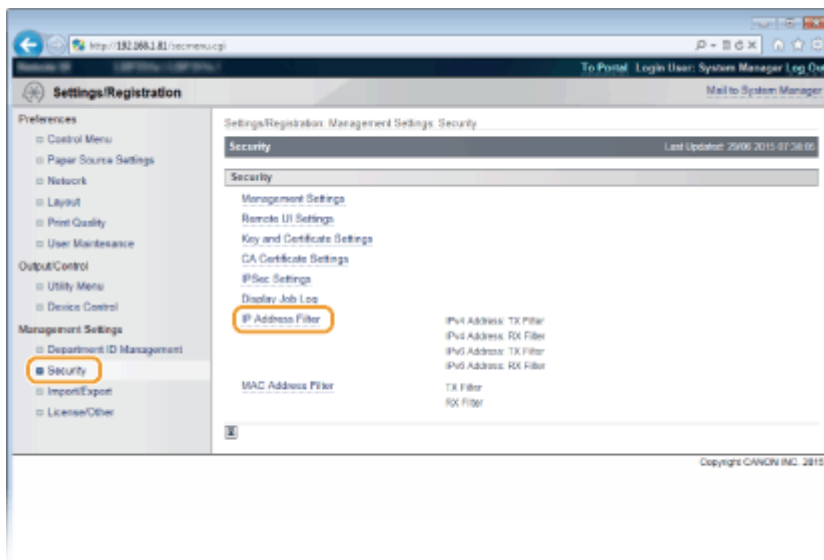 http://192.168.1.81/secmenu.cgi
To Portal Login User: System Manager Log Ou
Settings/Registration
Mail to System Manager
Preferences
Control Menu
Paper Source Settings
Network
Layout
Print Quality
User Maintenance
Output/Control
Utility Menu
Device Control
Management Settings
Department ID Management
Security
Import/Export
License/Other
Settings/Registration: Management Settings: Security
Security
Last Updated: 29/06 2015 07:38:05
Security
Management Settings
Remote UI Settings
Key and Certificate Settings
CA Certificate Settings
IPSec Settings
Display Job Log
IP Address Filter
IPv4 Address: TX Filter
IPv4 Address: RX Filter
IPv6 Address: TX Filter
IPv6 Address: RX Filter
MAC Address Filter
TX Filter
RX Filter
Copyright CANON INC. 2015